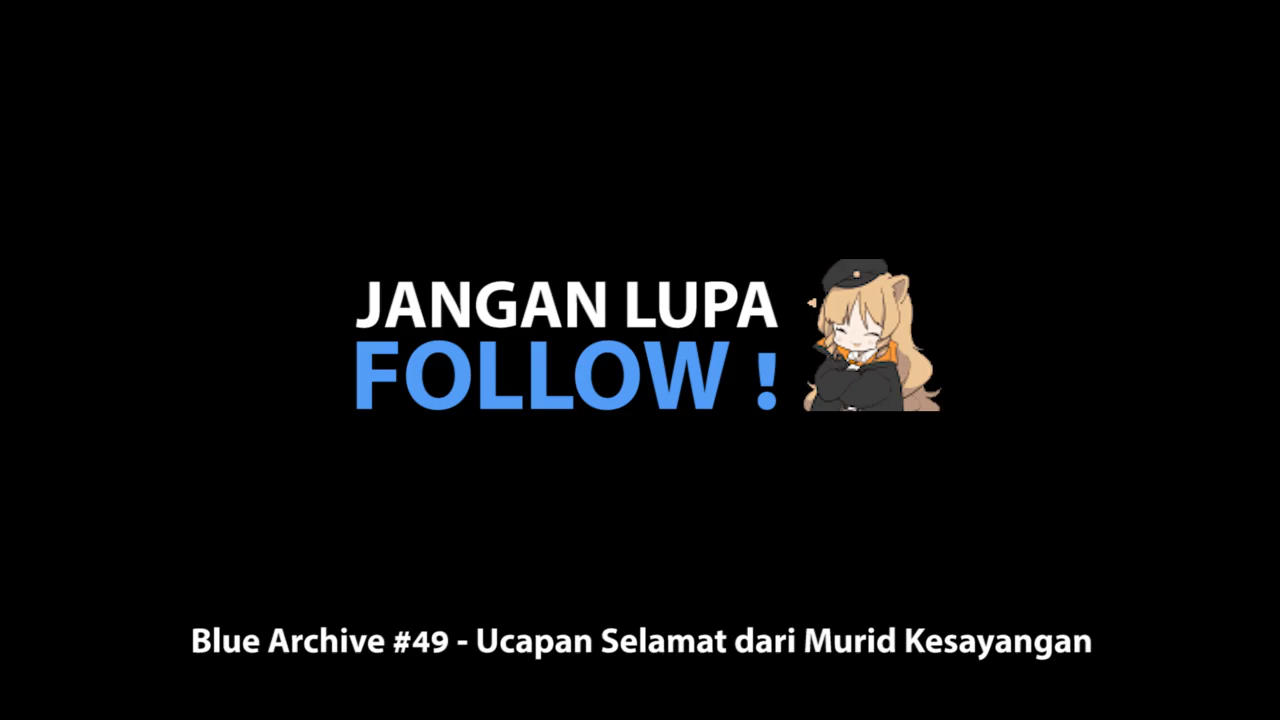 JANGAN LUPA
FOLLOW !
Blue Archive #49 - Ucapan Selamat dari Murid Kesayangan